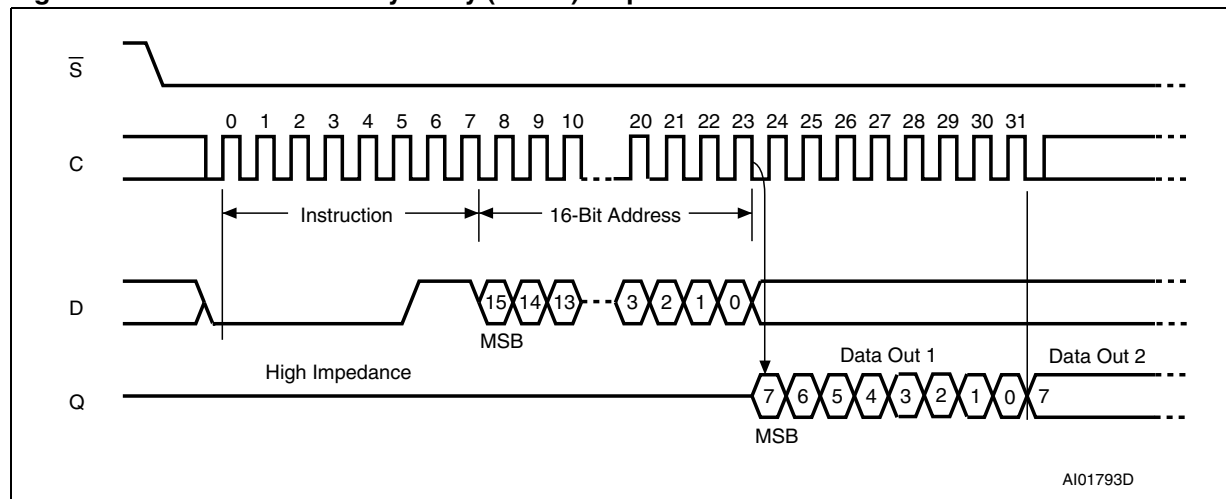 S
0 1 2 3 4 5 6 7 8 9 10 20 21 22 23 24 25 26 27 28 29 30 31
C
Instruction 16-Bit Address
D 15 14 13 3 2 1 0
MSB
Data Out 1 Data Out 2
High Impedance
Q 7 6 5 4 3 2 1 0 7
MSB
AI01793D